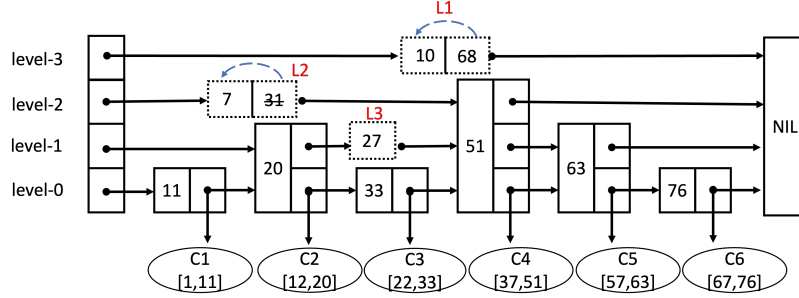 L1
level-3
10 68
L2
level-2
7 31
L3
level-1
27
51
NIL
20
63
level-0
11
33
76
C1
[1,11]
C2
[12,20]
C3
[22,33]
C4
[37,51]
C5
[57,63]
C6
[67,76]